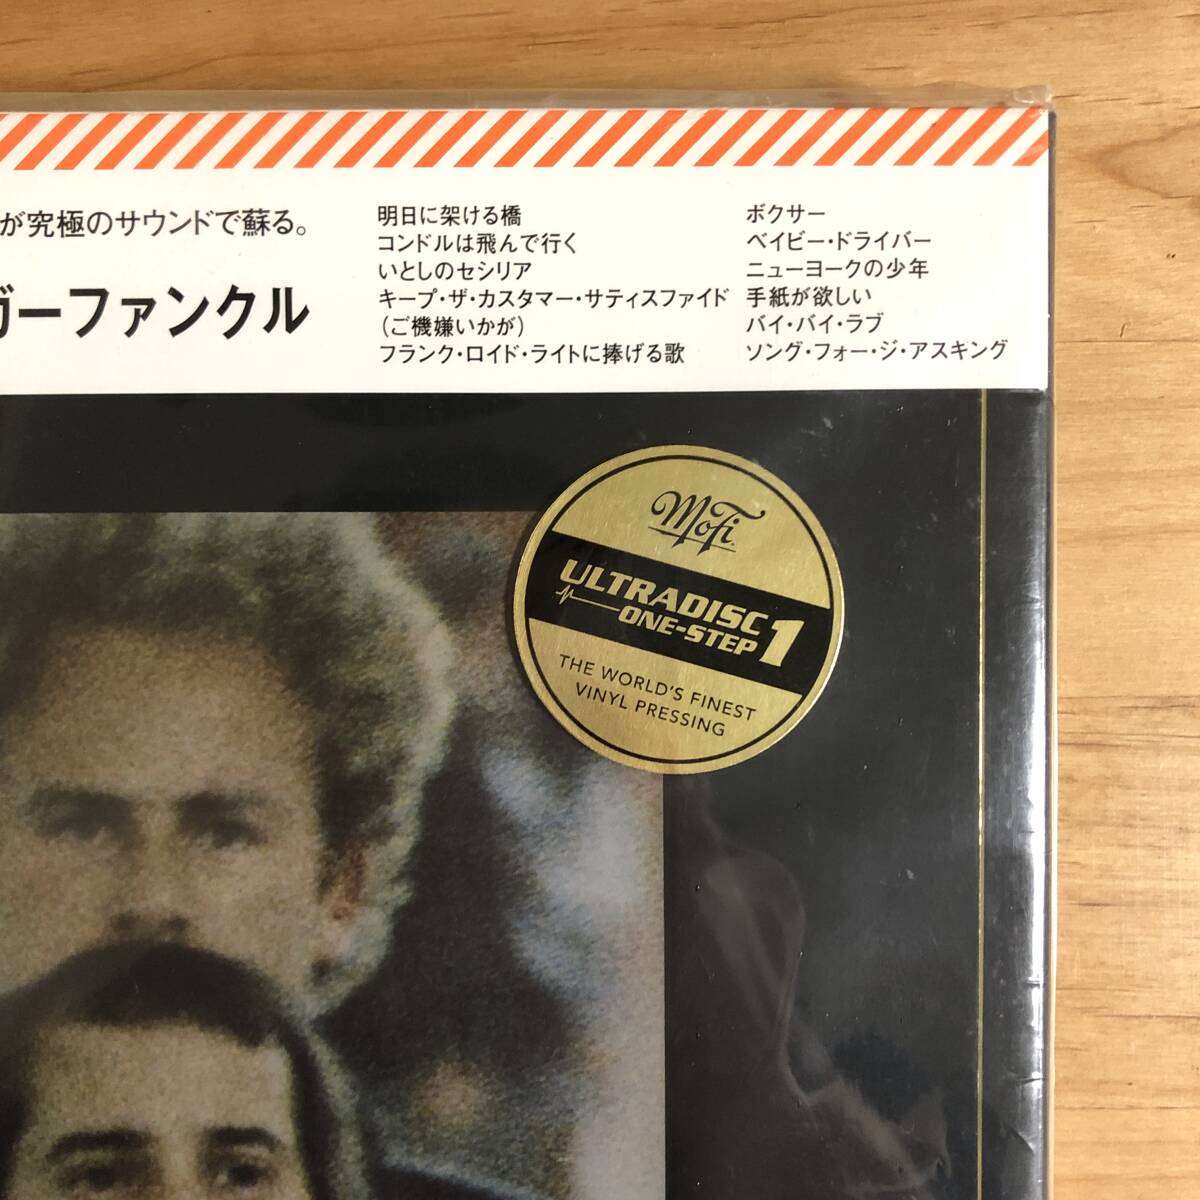 が究極のサウンドで蘇る。
ガーファンクル
明日に架ける橋
コンドルは飛んで行く
いとしのセシリア
キープ・ザ・カスタマー・サティスファイド
(ご機嫌いかが)
フランク・ロイド・ライトに捧げる歌
ボクサー
ベイビー・ドライバー
ニューヨークの少年
手紙が欲しい
バイ・バイ・ラブ
ソング・フォー・ジ・アスキング
MoFi
ULTRADISC
ONE-STEP 1
THE WORLD'S FINEST
VINYL PRESSING